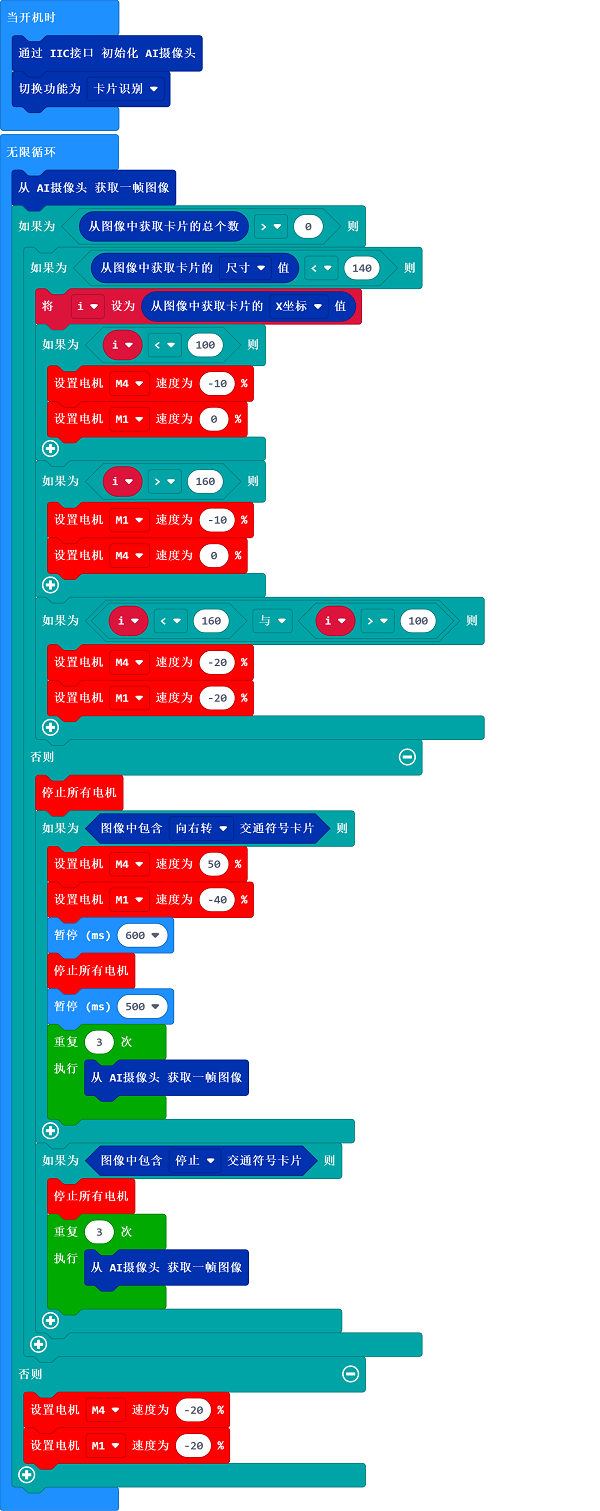 当开机时
通过 IIC接口 初始化 AI摄像头
切换功能为 卡片识别
无限循环
从 AI摄像头 获取一帧图像
如果为 从图像中获取卡片的总个数 > 0 则
如果为 从图像中获取卡片的 尺寸 值 < 140 则
将 i 设为 从图像中获取卡片的 X坐标 值
如果为 i < 100 则
设置电机 M4 速度为 -10 %
设置电机 M1 速度为 0 %
如果为 i > 160 则
设置电机 M1 速度为 -10 %
设置电机 M4 速度为 0 %
如果为 i < 160 与 i > 100 则
设置电机 M4 速度为 -20 %
设置电机 M1 速度为 -20 %
否则
停止所有电机
如果为 图像中包含 向右转 交通符号卡片 则
设置电机 M4 速度为 50 %
设置电机 M1 速度为 -40 %
暂停 (ms) 600
停止所有电机
暂停 (ms) 500
重复 3 次
执行 从 AI摄像头 获取一帧图像
如果为 图像中包含 停止 交通符号卡片 则
停止所有电机
重复 3 次
执行 从 AI摄像头 获取一帧图像
否则
设置电机 M4 速度为 -20 %
设置电机 M1 速度为 -20 %